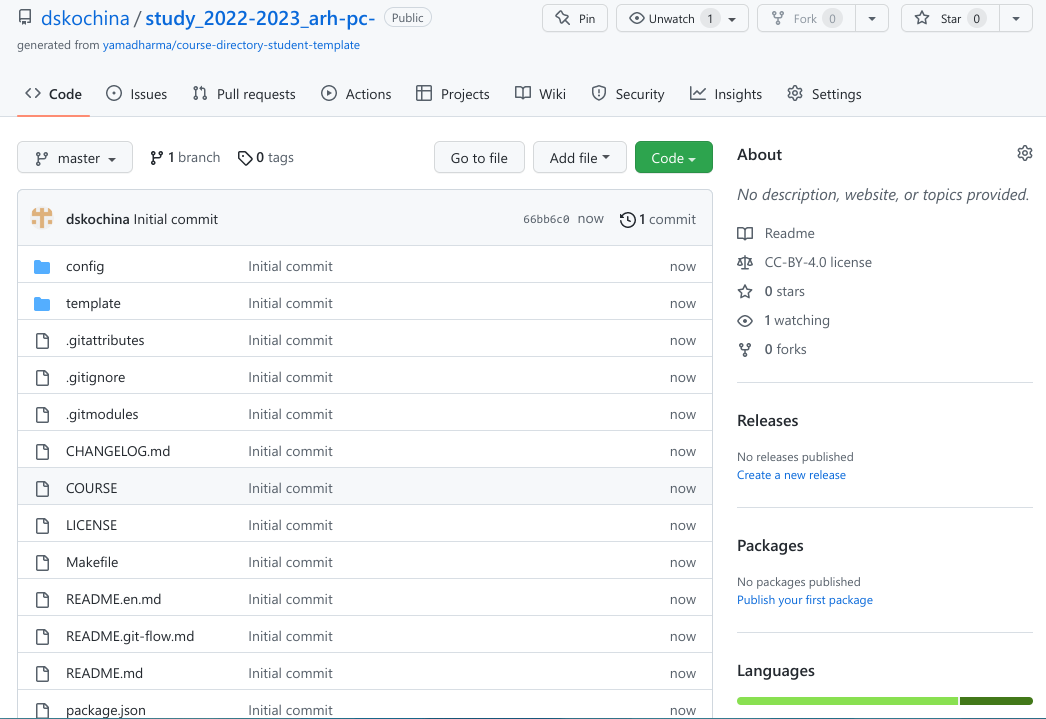 dskochina / study_2022-2023_arh-pc- Public Pin Unwatch 1 Fork 0 Star 0
generated from yamadharma/course-directory-student-template
Code Issues Pull requests Actions Projects Wiki Security Insights Settings
master 1 branch 0 tags Go to file Add file Code
dskochina Initial commit 66bb6c0 now 1 commit
config Initial commit now
template Initial commit now
.gitattributes Initial commit now
.gitignore Initial commit now
.gitmodules Initial commit now
CHANGELOG.md Initial commit now
COURSE Initial commit now
LICENSE Initial commit now
Makefile Initial commit now
README.en.md Initial commit now
README.git-flow.md Initial commit now
README.md Initial commit now
package.json Initial commit now
About
No description, website, or topics provided.
Readme
CC-BY-4.0 license
0 stars
1 watching
0 forks
Releases
No releases published
Create a new release
Packages
No packages published
Publish your first package
Languages